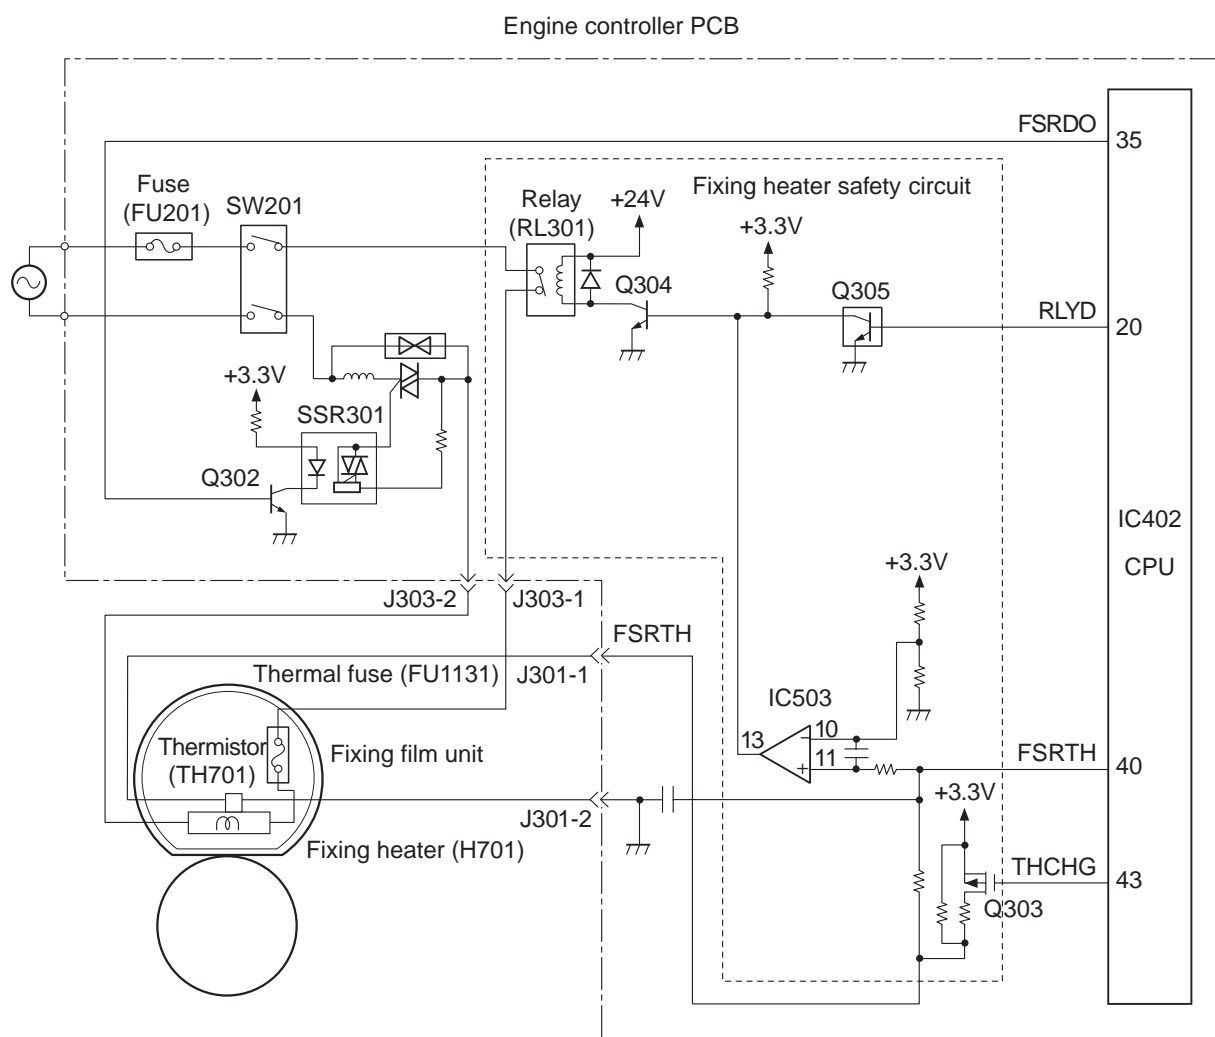 Engine controller PCB
FSRDO
35
Fuse
(FU201)
SW201
Relay
(RL301)
+24V
Fixing heater safety circuit
+3.3V
Q304
Q305
RLYD
20
+3.3V
SSR301
Q302
IC402
CPU
+3.3V
J303-2
J303-1
FSRTH
Thermal fuse (FU1131)
J301-1
IC503
13
10
11
Thermistor
(TH701)
Fixing film unit
FSRTH
40
+3.3V
J301-2
Fixing heater (H701)
THCHG
43
Q303